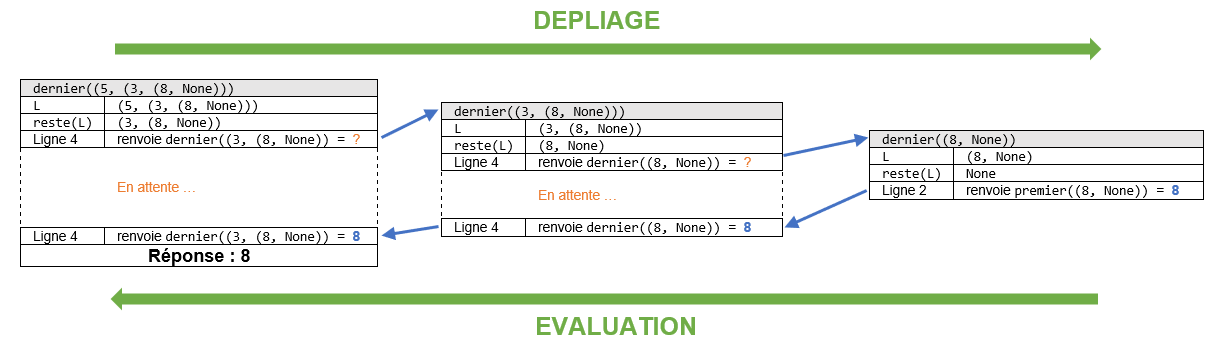 DEPLIAGE
dernier((5, (3, (8, None)))
L (5, (3, (8, None)))
reste(L) (3, (8, None))
Ligne 4 renvoie dernier((3, (8, None)) = ?
En attente ...
Ligne 4 renvoie dernier((3, (8, None)) = 8
Réponse : 8
dernier((3, (8, None)))
L (3, (8, None))
reste(L) (8, None)
Ligne 4 renvoie dernier((8, None)) = ?
En attente ...
Ligne 4 renvoie dernier((8, None)) = 8
dernier((8, None))
L (8, None)
reste(L) None
Ligne 2 renvoie premier((8, None)) = 8
EVALUATION